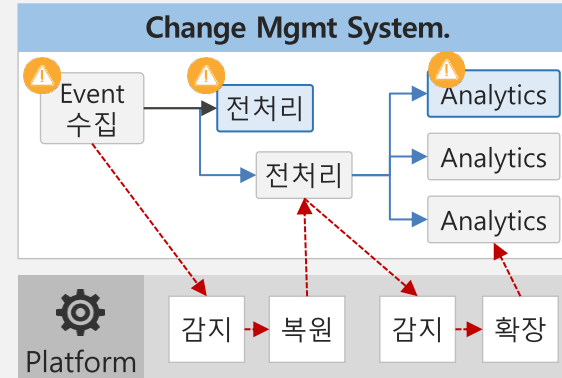 Change Mgmt System.
Event
수집
전처리
Analytics
전처리
Analytics
Analytics
감지
복원
감지
확장
Platform